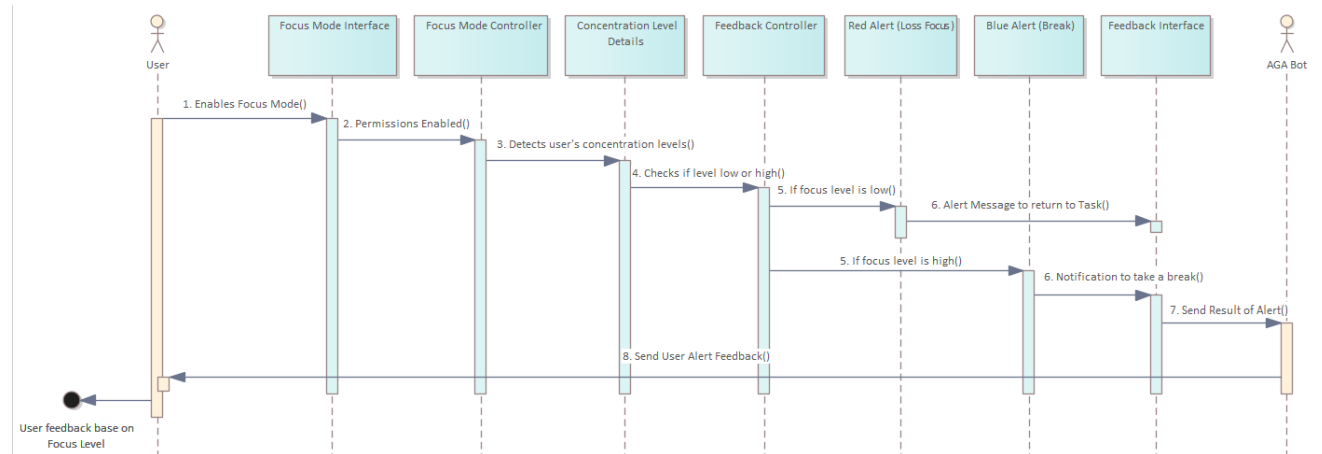 Focus Mode Interface
Focus Mode Controller
Concentration Level
Details
Feedback Controller
Red Alert (Loss Focus)
Blue Alert (Break)
Feedback Interface
User
AGA Bot
1. Enables Focus Mode()
2. Permissions Enabled()
3. Detects user's concentration levels()
4. Checks if level low or high()
5. If focus level is low()
6. Alert Message to return to Task()
5. If focus level is high()
6. Notification to take a break()
7. Send Result of Alert()
8. Send User Alert Feedback()
User feedback base on
Focus Level